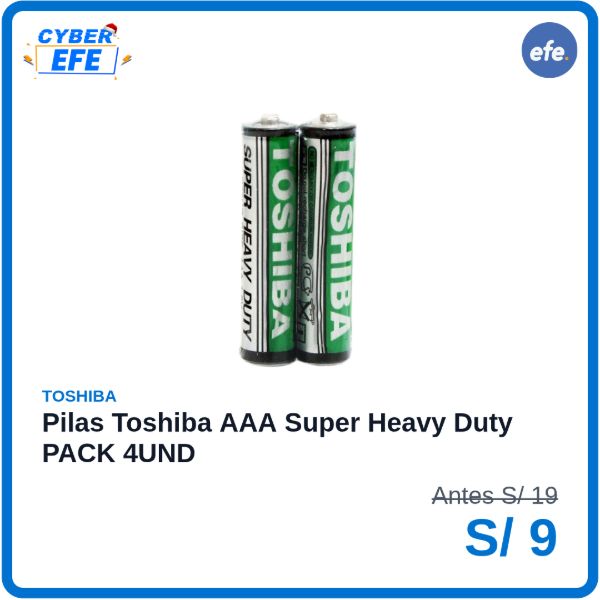 CYBER
EFE
efe.
SUPER HEAVY DUTY
TOSHIBA
TOSHIBA
TOSHIBA
Pilas Toshiba AAA Super Heavy Duty
PACK 4UND
Antes S/ 19
S/ 9